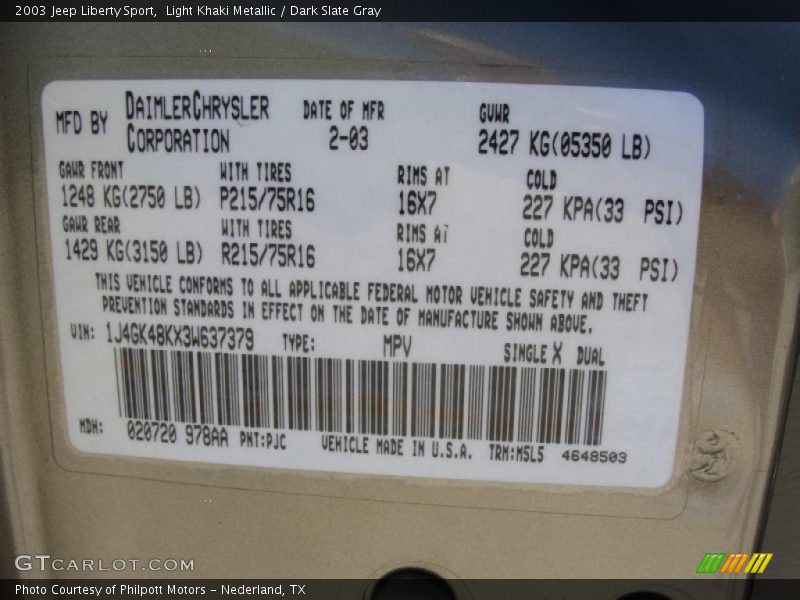 2003 Jeep Liberty Sport,  Light Khaki Metallic / Dark Slate Gray
MFD BY DAIMLERCHRYSLER CORPORATION DATE OF MFR 2-03 GVWR 2427 KG(05350 LB)
GAWR FRONT WITH TIRES RIMS AT COLD
1248 KG(2750 LB) P215/75R16 16X7 227 KPA(33 PSI)
GAWR REAR WITH TIRES RIMS AT COLD
1429 KG(3150 LB) R215/75R16 16X7 227 KPA(33 PSI)
THIS VEHICLE CONFORMS TO ALL APPLICABLE FEDERAL MOTOR VEHICLE SAFETY AND THEFT
PREVENTION STANDARDS IN EFFECT ON THE DATE OF MANUFACTURE SHOWN ABOVE.
VIN: 1J4GK48KX3W637379 TYPE: MPV SINGLE X DUAL
MDH: 020720 978AA PNT:PJC VEHICLE MADE IN U.S.A. TRM:M5L5 4648503
GTCARLOT.COM
Photo Courtesy of Philpott Motors - Nederland, TX